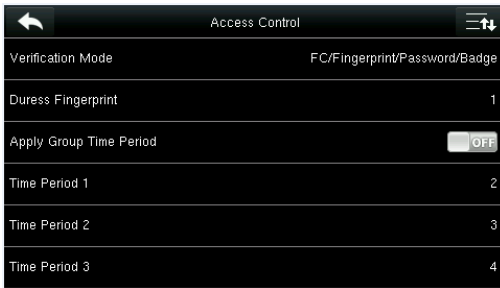 Access Control
Verification Mode FC/Fingerprint/Password/Badge
Duress Fingerprint 1
Apply Group Time Period OFF
Time Period 1 2
Time Period 2 3
Time Period 3 4